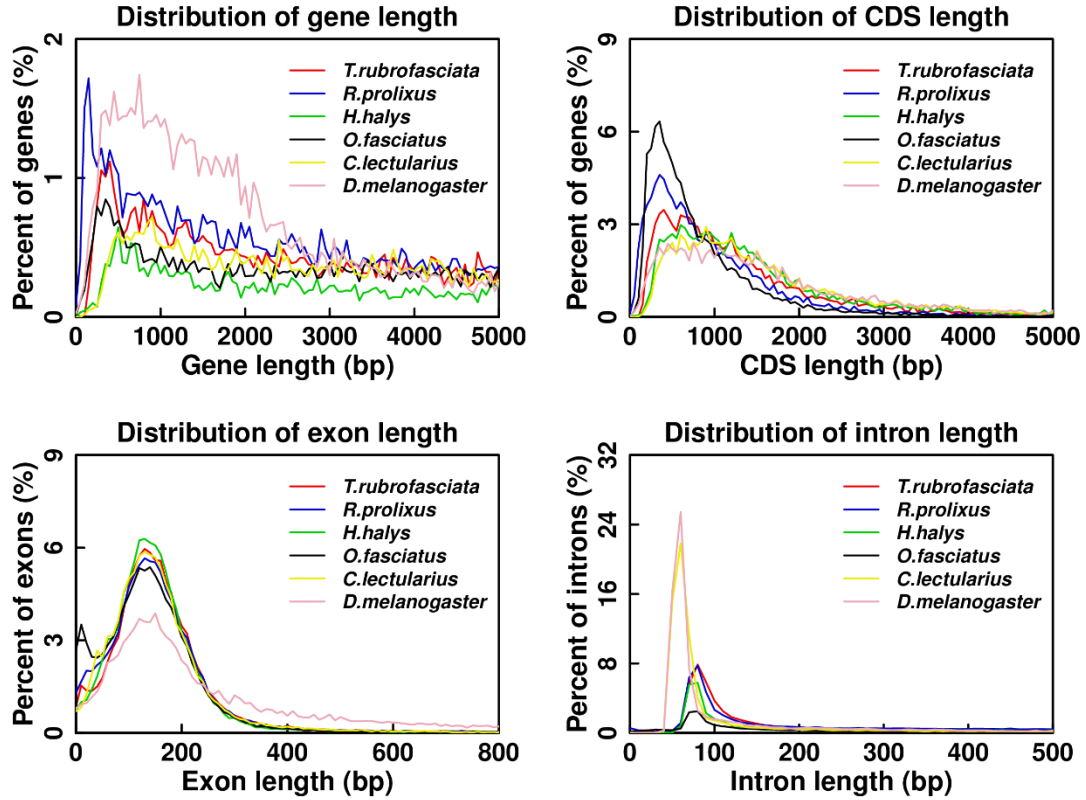 Distribution of gene length
Percent of genes (%)
2
1
0
T.rubrofasciata
R.prolixus
H.halys
O.fasciatus
C.lectularius
D.melanogaster
0 1000 2000 3000 4000 5000
Gene length (bp)
Distribution of CDS length
Percent of genes (%)
9
6
3
0
T.rubrofasciata
R.prolixus
H.halys
O.fasciatus
C.lectularius
D.melanogaster
0 1000 2000 3000 4000 5000
CDS length (bp)
Distribution of exon length
Percent of exons (%)
9
6
3
0
T.rubrofasciata
R.prolixus
H.halys
O.fasciatus
C.lectularius
D.melanogaster
0 200 400 600 800
Exon length (bp)
Distribution of intron length
Percent of introns (%)
32
24
16
8
0
T.rubrofasciata
R.prolixus
H.halys
O.fasciatus
C.lectularius
D.melanogaster
0 100 200 300 400 500
Intron length (bp)